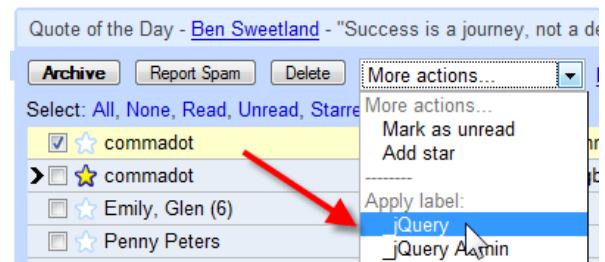 Quote of the Day - Ben Sweetland - "Success is a journey, not a
Archive Report Spam Delete More actions...
Select: All, None, Read, Unread, More actions...
Mark as unread
commadot
Add star
commadot --------
Apply label:
Emily, Glen (6)
_jQuery
Penny Peters
_jQuery Admin